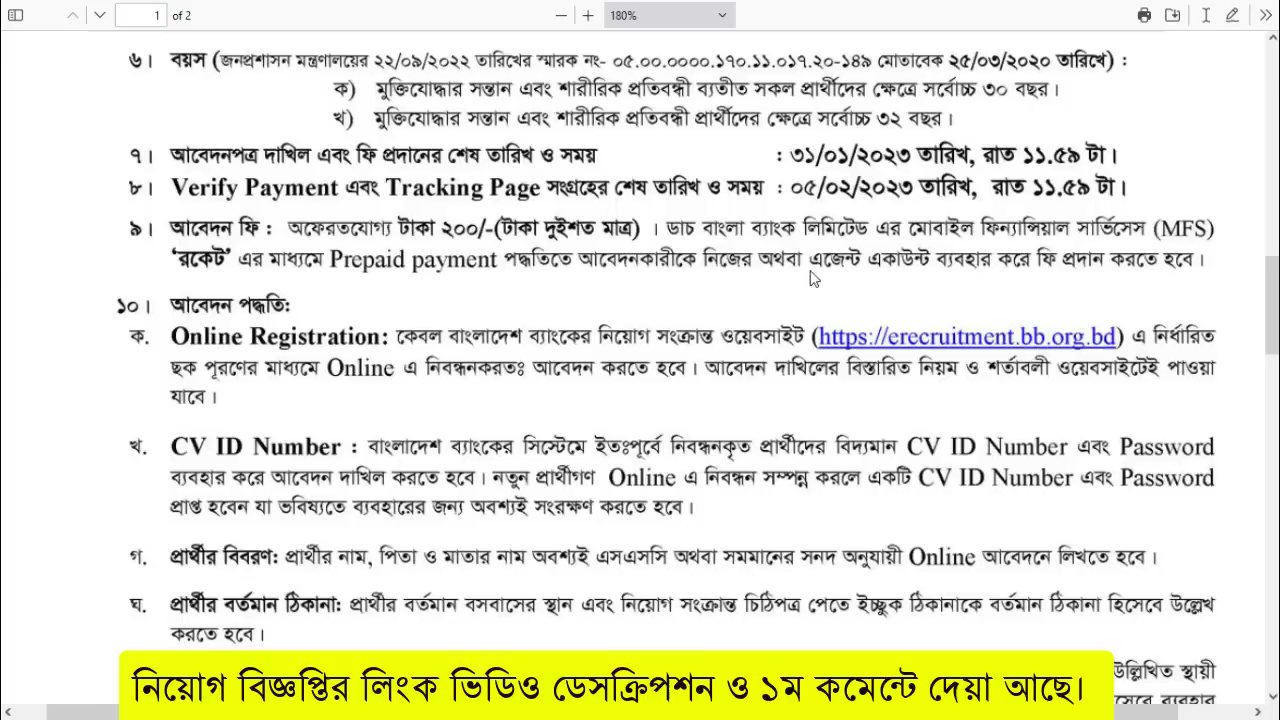 1 of 2
180%
৬। বয়স (জনপ্রশাসন মন্ত্রণালয়ের ২২/০৯/২০২২ তারিখের স্মারক নং- ০৫.০০.০০০০.১৭০.১১.০১৭.২০-১৪৯ মোতাবেক ২৫/০৩/২০২০ তারিখে) :
ক) মুক্তিযোদ্ধার সন্তান এবং শারীরিক প্রতিবন্ধী ব্যতীত সকল প্রার্থীদের ক্ষেত্রে সর্বোচ্চ ৩০ বছর।
খ) মুক্তিযোদ্ধার সন্তান এবং শারীরিক প্রতিবন্ধী প্রার্থীদের ক্ষেত্রে সর্বোচ্চ ৩২ বছর।
৭। আবেদনপত্র দাখিল এবং ফি প্রদানের শেষ তারিখ ও সময় : ৩১/০১/২০২৩ তারিখ, রাত ১১.৫৯ টা।
৮। Verify Payment এবং Tracking Page সংগ্রহের শেষ তারিখ ও সময় : ০৫/০২/২০২৩ তারিখ, রাত ১১.৫৯ টা।
৯। আবেদন ফি : অফেরতযোগ্য টাকা ২০০/-(টাকা দুইশত মাত্র) । ডাচ বাংলা ব্যাংক লিমিটেড এর মোবাইল ফিন্যান্সিয়াল সার্ভিসেস (MFS)
‘রকেট’ এর মাধ্যমে Prepaid payment পদ্ধতিতে আবেদনকারীকে নিজের অথবা এজেন্ট একাউন্ট ব্যবহার করে ফি প্রদান করতে হবে।
১০। আবেদন পদ্ধতি:
ক. Online Registration: কেবল বাংলাদেশ ব্যাংকের নিয়োগ সংক্রান্ত ওয়েবসাইট (https://erecruitment.bb.org.bd) এ নির্ধারিত
ছক পূরণের মাধ্যমে Online এ নিবন্ধনকরতঃ আবেদন করতে হবে। আবেদন দাখিলের বিস্তারিত নিয়ম ও শর্তাবলী ওয়েবসাইটেই পাওয়া
যাবে।
খ. CV ID Number : বাংলাদেশ ব্যাংকের সিস্টেমে ইতঃপূর্বে নিবন্ধনকৃত প্রার্থীদের বিদ্যমান CV ID Number এবং Password
ব্যবহার করে আবেদন দাখিল করতে হবে। নতুন প্রার্থীগণ Online এ নিবন্ধন সম্পন্ন করলে একটি CV ID Number এবং Password
প্রাপ্ত হবেন যা ভবিষ্যতে ব্যবহারের জন্য অবশ্যই সংরক্ষণ করতে হবে।
গ. প্রার্থীর বিবরণ: প্রার্থীর নাম, পিতা ও মাতার নাম অবশ্যই এসএসসি অথবা সমমানের সনদ অনুযায়ী Online আবেদনে লিখতে হবে।
ঘ. প্রার্থীর বর্তমান ঠিকানা: প্রার্থীর বর্তমান বসবাসের স্থান এবং নিয়োগ সংক্রান্ত চিঠিপত্র পেতে ইচ্ছুক ঠিকানাকে বর্তমান ঠিকানা হিসেবে উল্লেখ
করতে হবে।
উল্লিখিত স্থায়ী
নিয়োগ বিজ্ঞপ্তির লিংক ভিডিও ডেসক্রিপশন ও ১ম কমেন্টে দেয়া আছে।